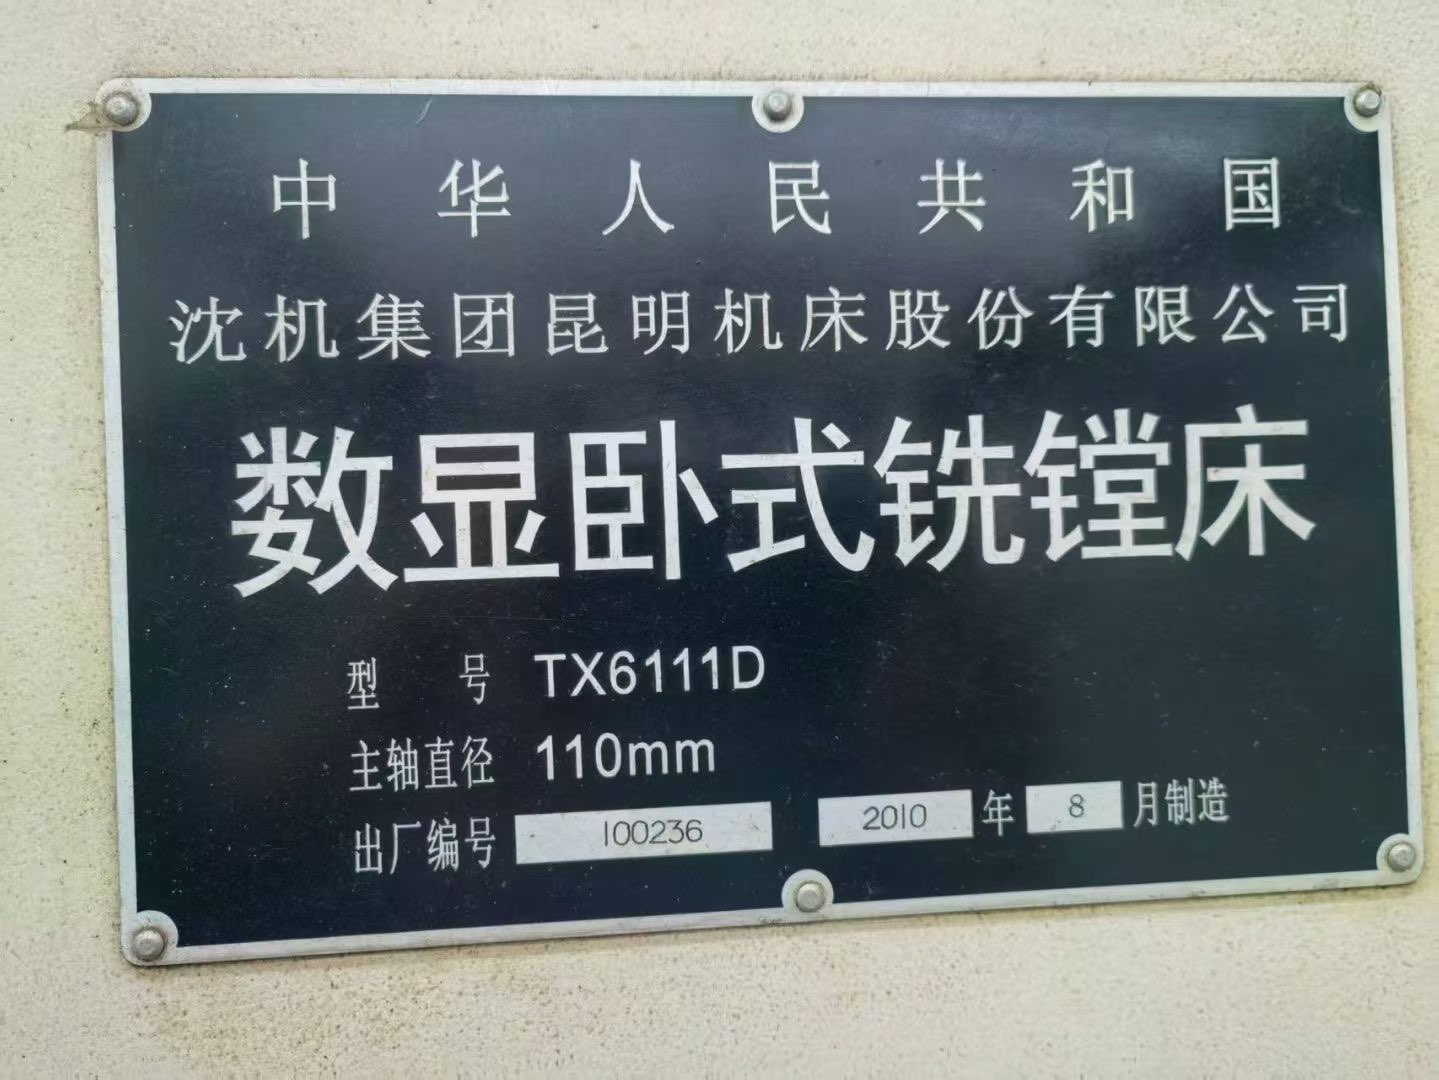 中华人民共和国
沈机集团昆明机床股份有限公司
数显卧式铣镗床
型 号 TX6111D
主轴直径 110mm
出厂编号 100236 2010 年 8 月制造